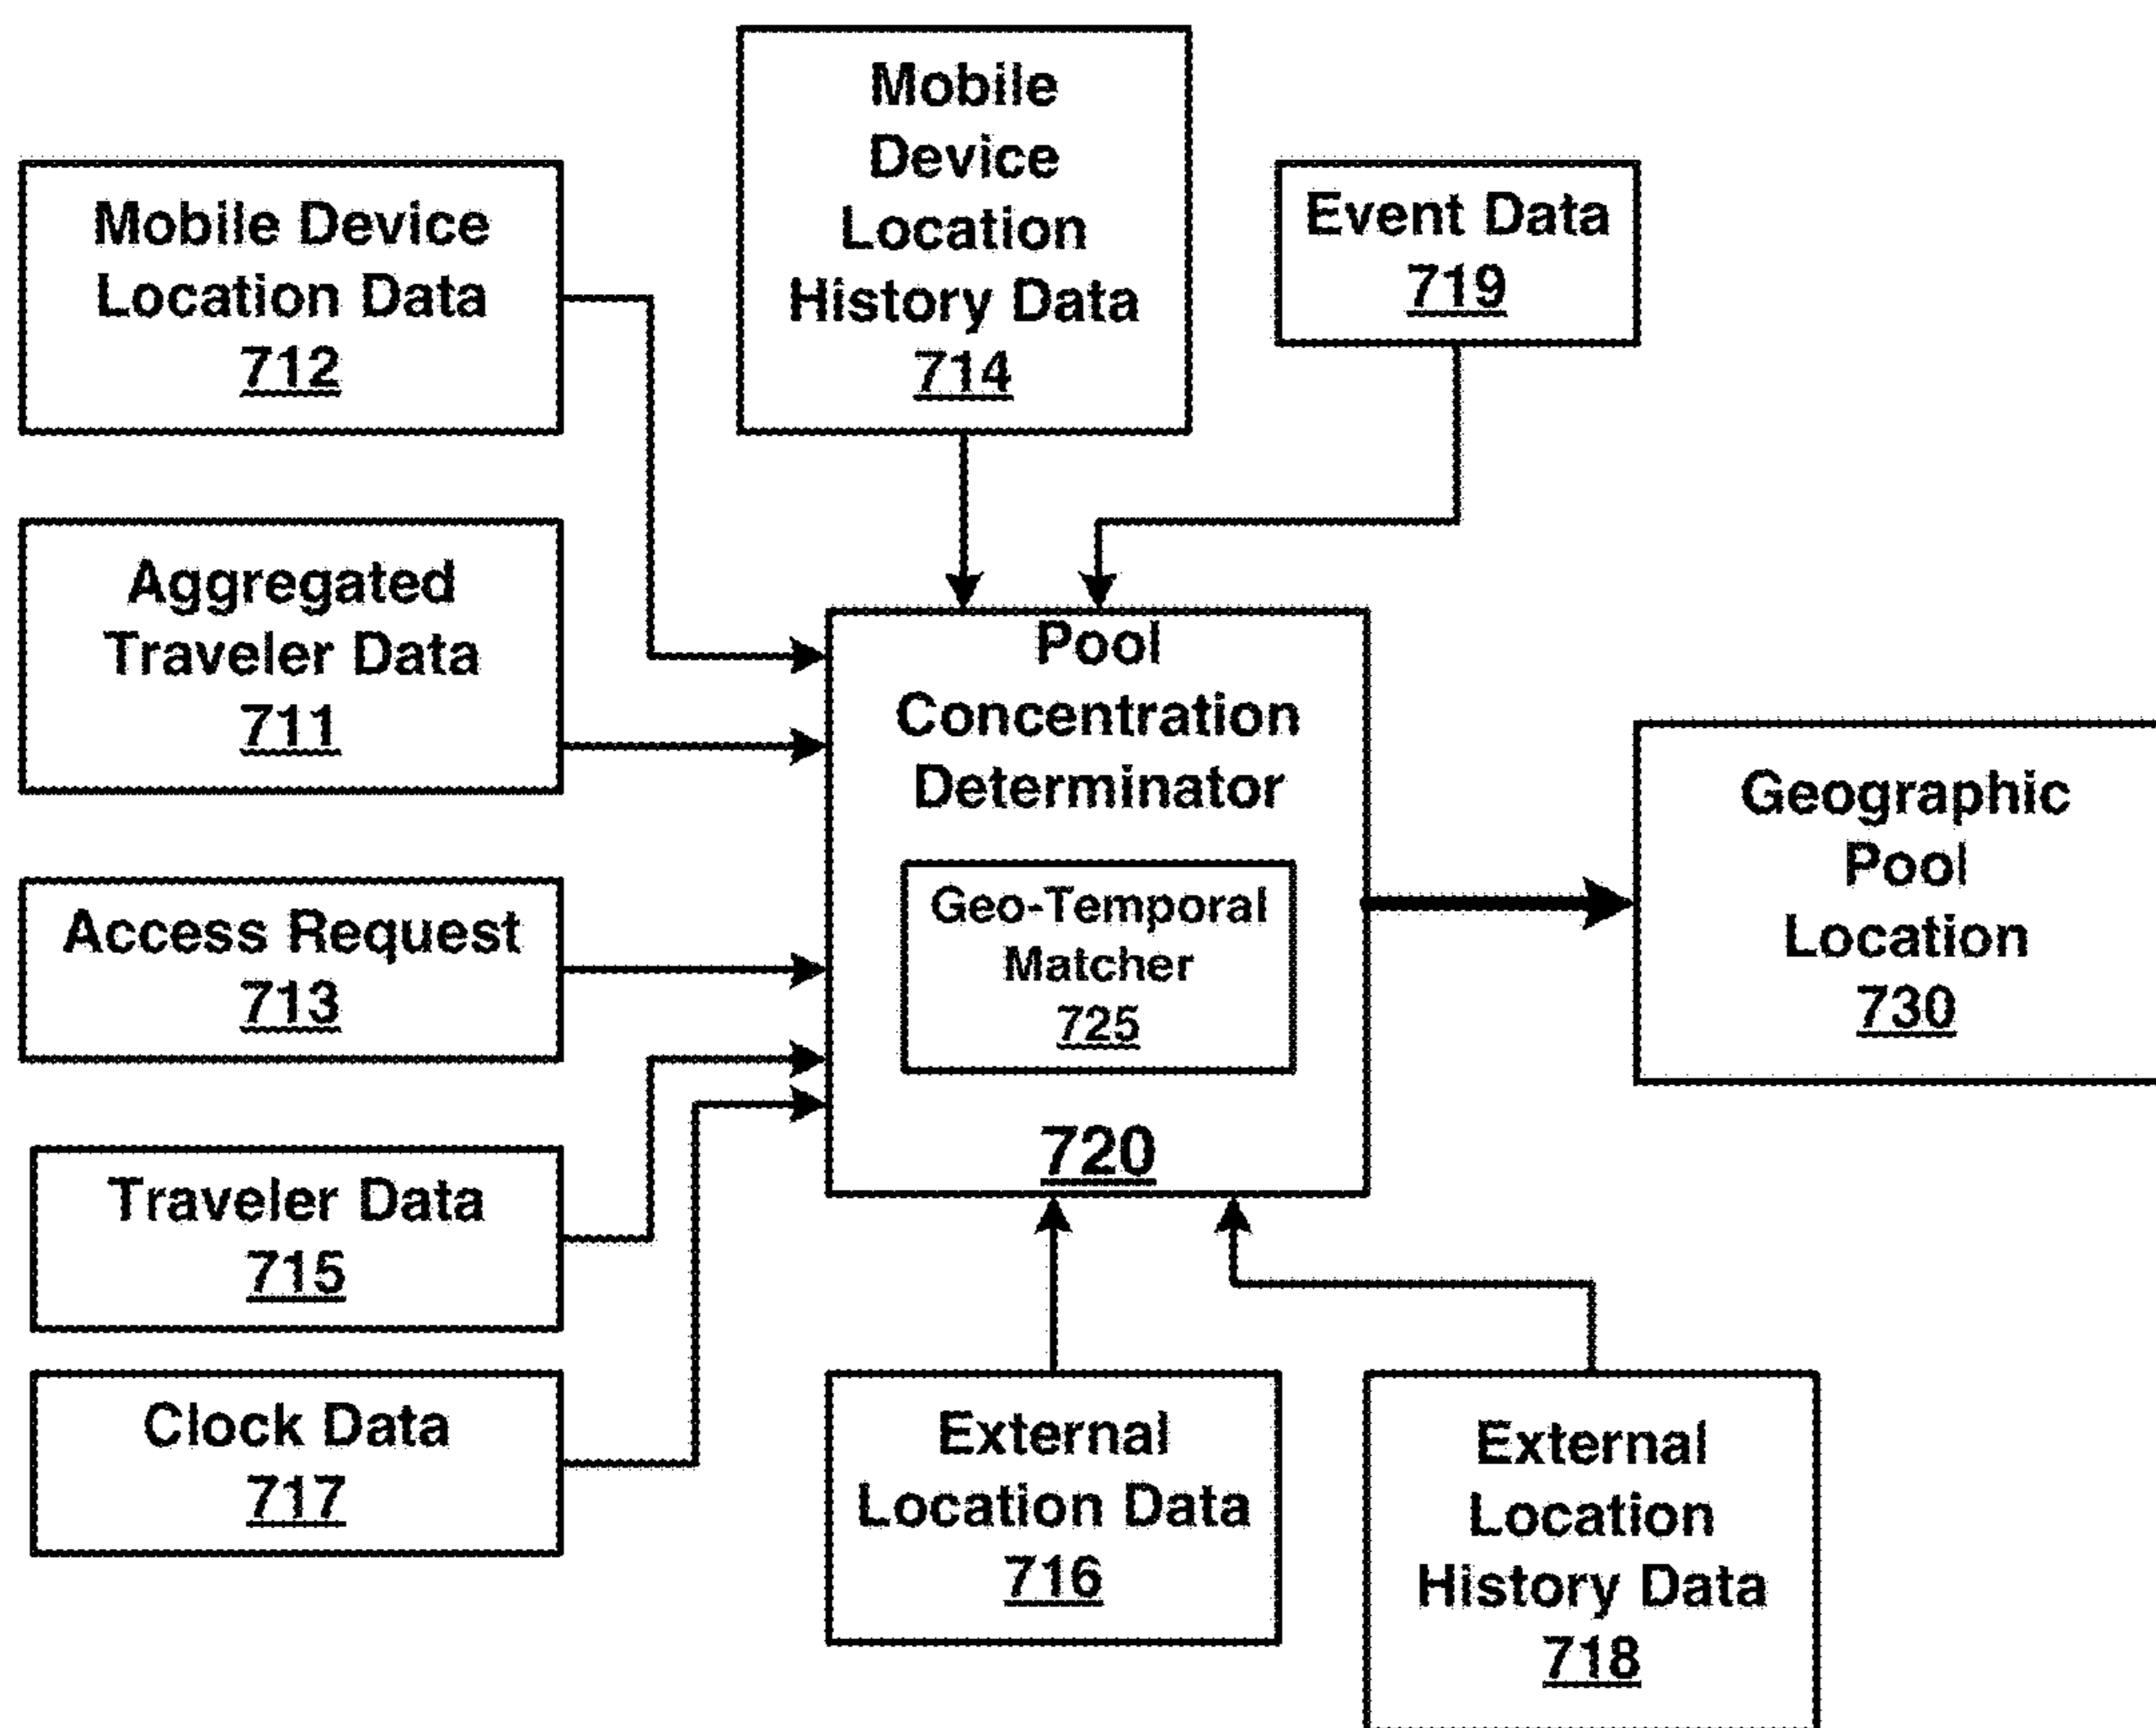 Mobile
Device
Location
History Data
714
Event Data
719
Mobile Device
Location Data
712
Aggregated
Traveler Data
711
Access Request
713
Traveler Data
715
Clock Data
717
Pool
Concentration
Determinator
Geo-Temporal
Matcher
725
720
Geographic
Pool
Location
730
External
Location Data
716
External
Location
History Data
718